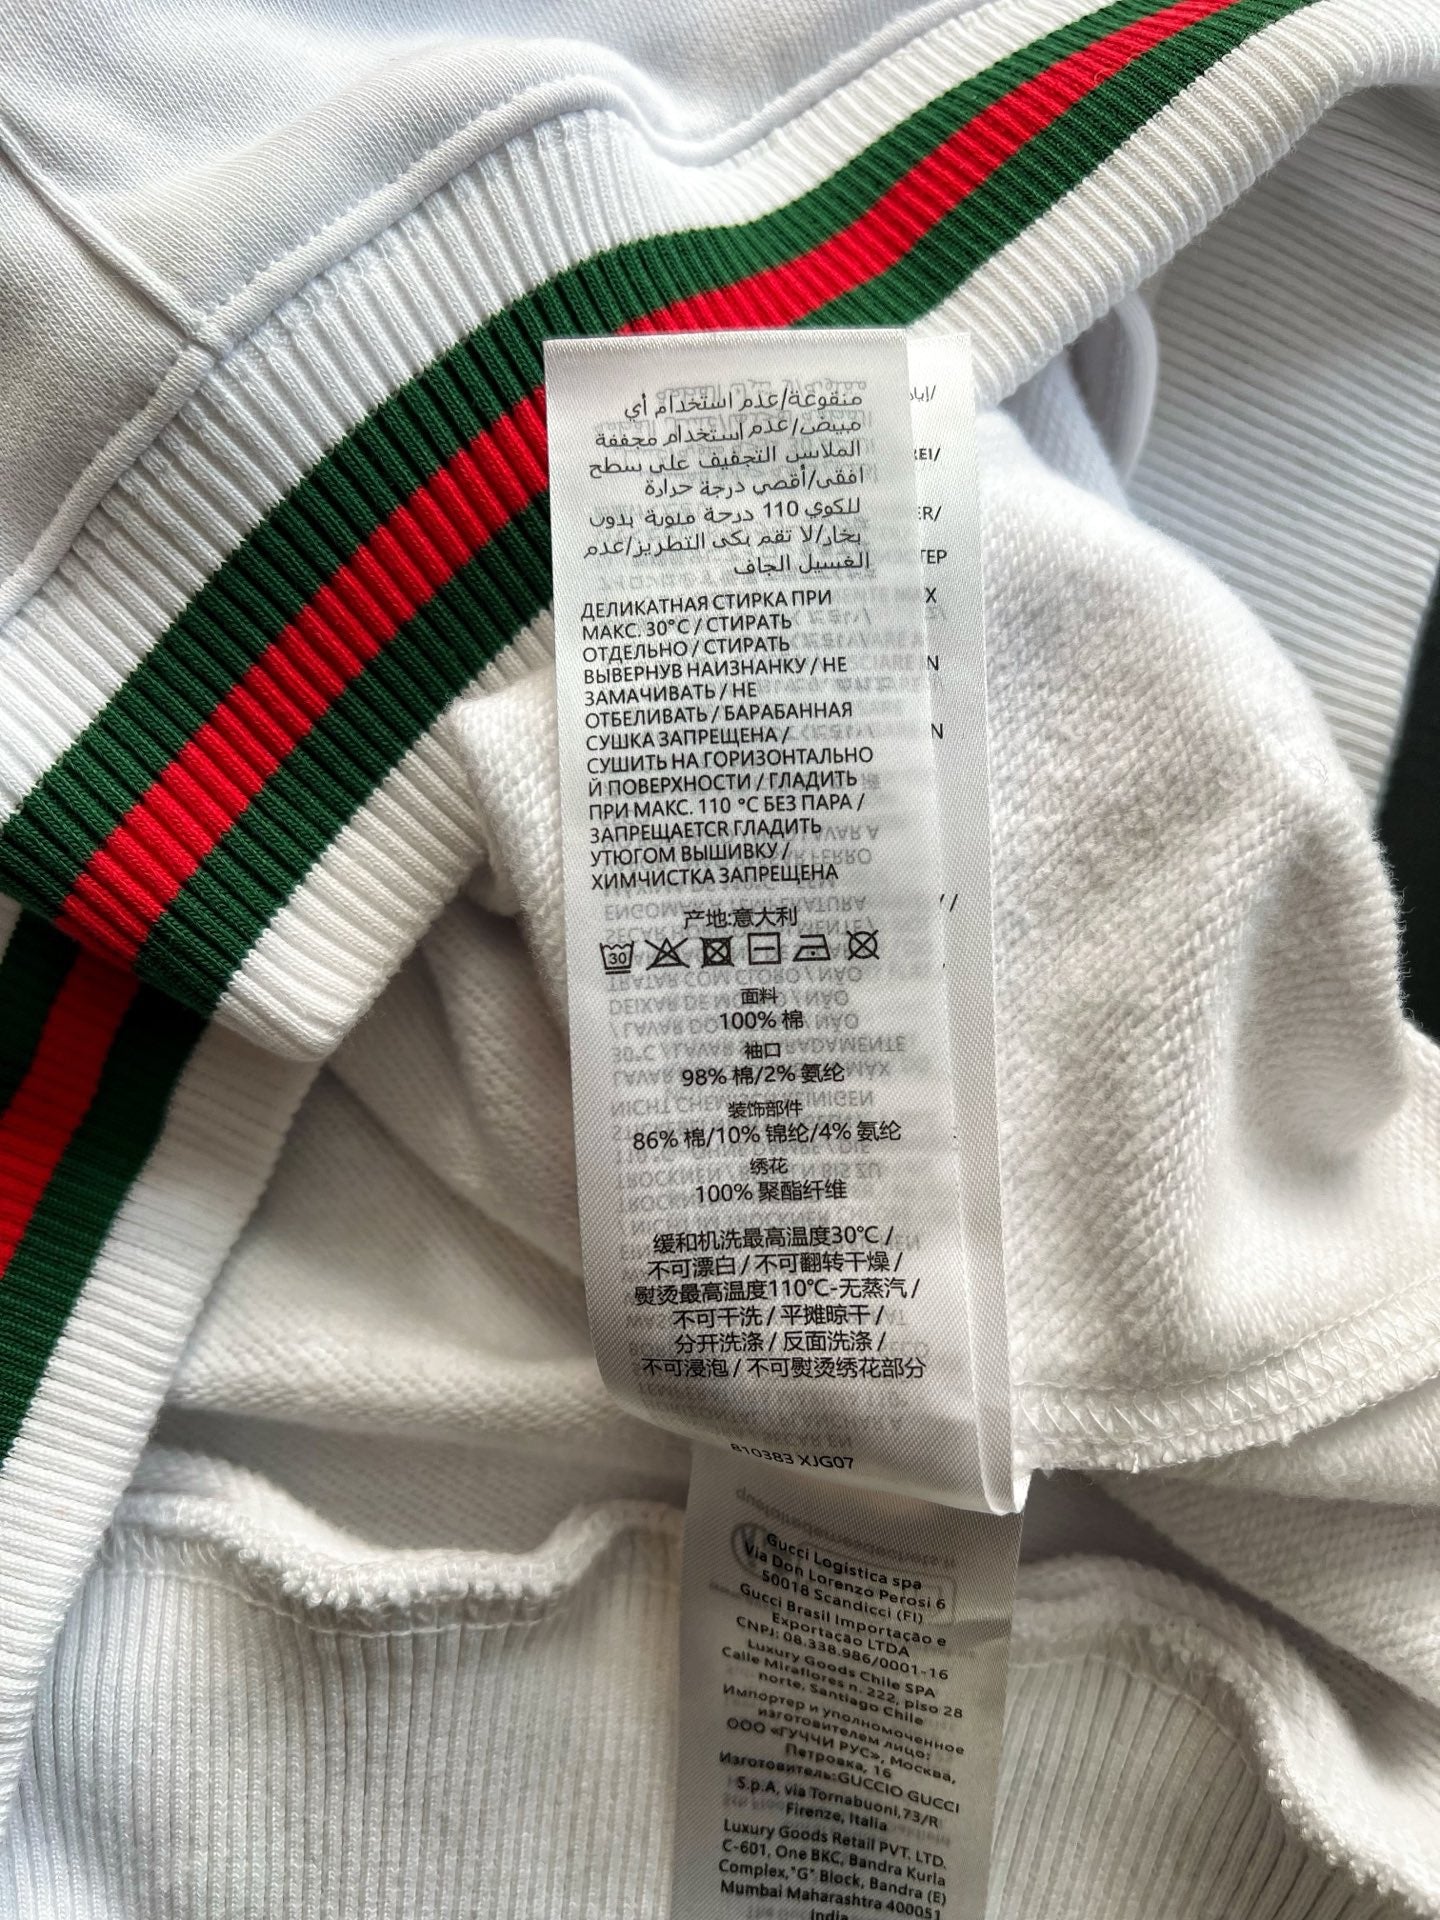 منقوعة/عدم استخدام أي
مبيض/عدم استخدام مجففة
الملابس التجفيف على سطح
افقي/أقصى درجة حرارة
للكوي 110 درجة مئوية بدون
بخار/لا تقم بكي التطريز/عدم
الغسيل الجاف
ДЕЛИКАТНАЯ СТИРКА ПРИ
МАКС. 30°C / СТИРАТЬ
ОТДЕЛЬНО / СТИРАТЬ
ВЫВЕРНУВ НАИЗНАНКУ / НЕ
ЗАМАЧИВАТЬ / НЕ
ОТБЕЛИВАТЬ / БАРАБАННАЯ
СУШКА ЗАПРЕЩЕНА /
СУШИТЬ НА ГОРИЗОНТАЛЬНО
Й ПОВЕРХНОСТИ / ГЛАДИТЬ
ПРИ МАКС. 110 °C БЕЗ ПАРА /
ЗАПРЕЩАЕТСЯ ГЛАДИТЬ
УТЮГОМ ВЫШИВКУ /
ХИМЧИСТКА ЗАПРЕЩЕНА
产地:意大利
30
面料
100% 棉
袖口
98% 棉/2% 氨纶
装饰部件
86% 棉/10% 锦纶/4% 氨纶
绣花
100% 聚酯纤维
缓和机洗最高温度30℃ /
不可漂白 / 不可翻转干燥 /
熨烫最高温度110℃-无蒸汽 /
不可干洗 / 平摊晾干 /
分开洗涤 / 反面洗涤 /
不可浸泡 / 不可熨烫绣花部分
810383 XJG07
Gucci Logistica spa
Via Don Lorenzo Perosi 6
50018 Scandicci (FI)
Gucci Brasil Importação e
Exportação LTDA
CNPJ: 08.338.986/0001-16
Luxury Goods Chile SPA
Calle Miraflores n. 222, piso 28
norte, Santiago Chile
Импортер и уполномоченное
изготовителем лицо:
ООО «ГУЧЧИ РУС», Москва,
Петровка, 16
Изготовитель:GUCCIO GUCCI
S.p.A, via Tornabuoni,73/R
Firenze, Italia
Luxury Goods Retail PVT. LTD.
C-601, One BKC, Bandra Kurla
Complex,"G" Block, Bandra (E)
Mumbai Maharashtra 400051
India